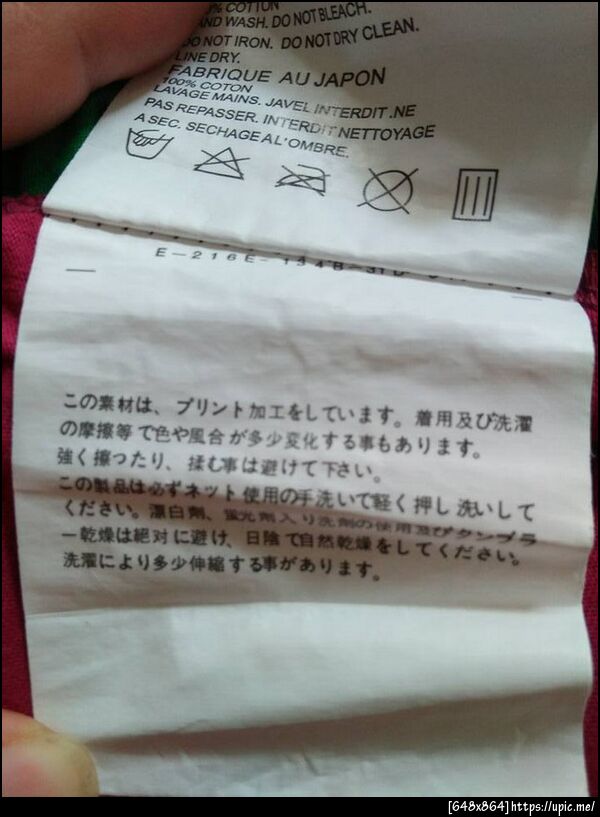 % COTTON
AND WASH. DO NOT BLEACH.
DO NOT IRON. DO NOT DRY CLEAN.
LINE DRY.
FABRIQUE AU JAPON
100% COTON
LAVAGE MAINS. JAVEL INTERDIT .NE
PAS REPASSER. INTERDIT NETTOYAGE
A SEC. SECHAGE A L'OMBRE.
E-216E-
この素材は、プリント加工をしています。着用及び洗濯
の摩擦等で色や風合が多少変化する事もあります。
強く擦つたり、揉む事は避けて下さい。
この製品は必ずネット使用の手洗いで軽く押し洗いして
ください。漂白剤、蛍光剤入り洗剤の使用及びタンブラ
ー乾燥は絶対に避け、日陰で自然乾燥をしてください。
洗濯により多少伸縮する事があります。
[648x864]https://upic.me/